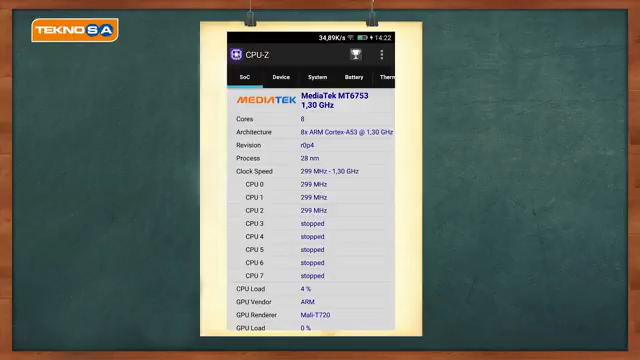 TEKNOSA
34,89K/s 14:22
CPU-Z
SoC Device System Battery Therm
MEDIATEK MediaTek MT6753
1,30 GHz
Cores 8
Architecture 8x ARM Cortex-A53 @ 1,30 GHz
Revision r0p4
Process 28 nm
Clock Speed 299 MHz - 1,30 GHz
CPU 0 299 MHz
CPU 1 299 MHz
CPU 2 299 MHz
CPU 3 stopped
CPU 4 stopped
CPU 5 stopped
CPU 6 stopped
CPU 7 stopped
CPU Load 4 %
GPU Vendor ARM
GPU Renderer Mali-T720
GPU Load 0 %